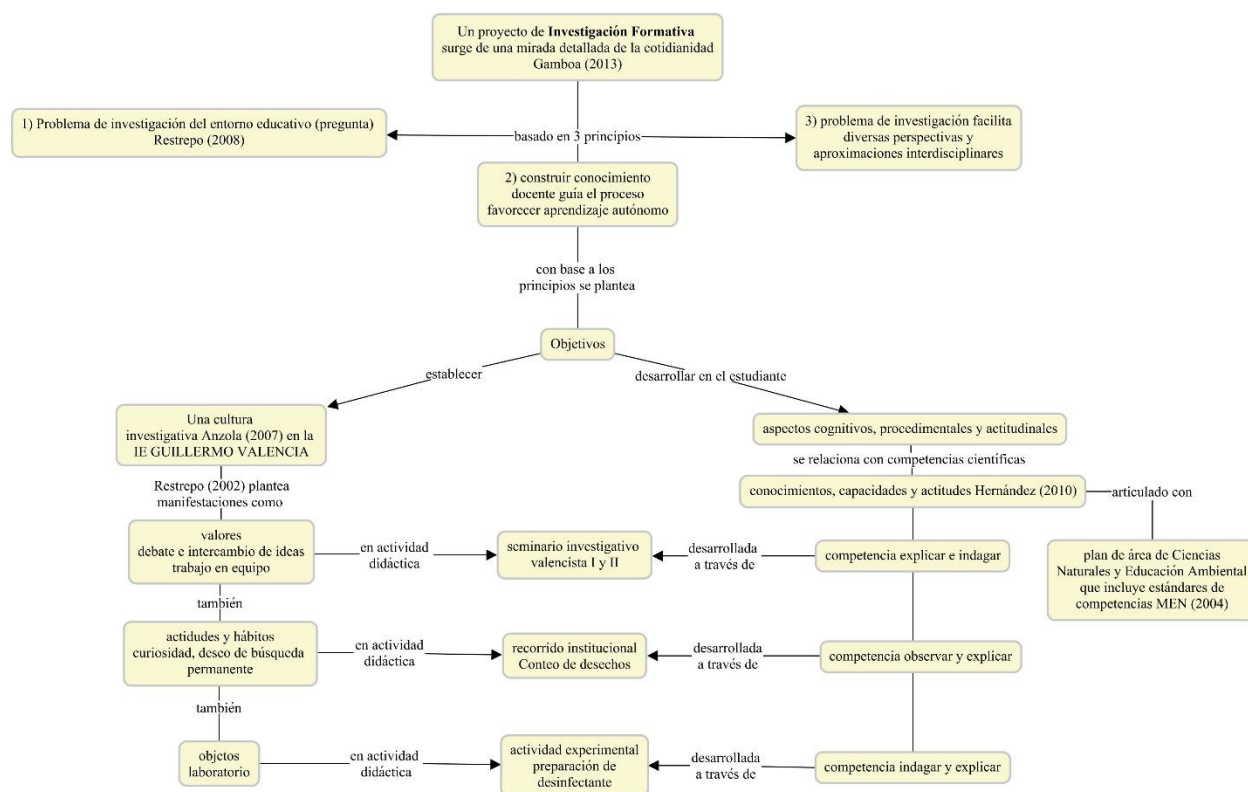 Un proyecto de Investigación Formativa
surge de una mirada detallada de la cotidianidad
Gamboa (2013)
1) Problema de investigación del entorno educativo (pregunta)
Restrepo (2008)
basado en 3 principios
3) problema de investigación facilita
diversas perspectivas y
aproximaciones interdisciplinares
2) construir conocimiento
docente guía el proceso
favorecer aprendizaje autónomo
con base a los
principios se plantea
Objetivos
establecer
desarrollar en el estudiante
Una cultura
investigativa Anzola (2007) en la
IE GUILLERMO VALENCIA
aspectos cognitivos, procedimentales y actitudinales
se relaciona con competencias científicas
Restrepo (2002) plantea
manifestaciones como
conocimientos, capacidades y actitudes Hernández (2010)
articulado con
valores
debate e intercambio de ideas
trabajo en equipo
en actividad
didáctica
seminario investigativo
valencista I y II
desarrollada
a través de
competencia explicar e indagar
plan de área de Ciencias
Naturales y Educación Ambiental
que incluye estándares de
competencias MEN (2004)
también
actidudes y hábitos
curiosidad, deseo de búsqueda
permanente
en actividad
didáctica
recorrido institucional
Conteo de desechos
desarrollada
a través de
competencia observar y explicar
también
objetos
laboratorio
en actividad
didáctica
actividad experimental
preparación de
desinfectante
desarrollada
a través de
competencia indagar y explicar